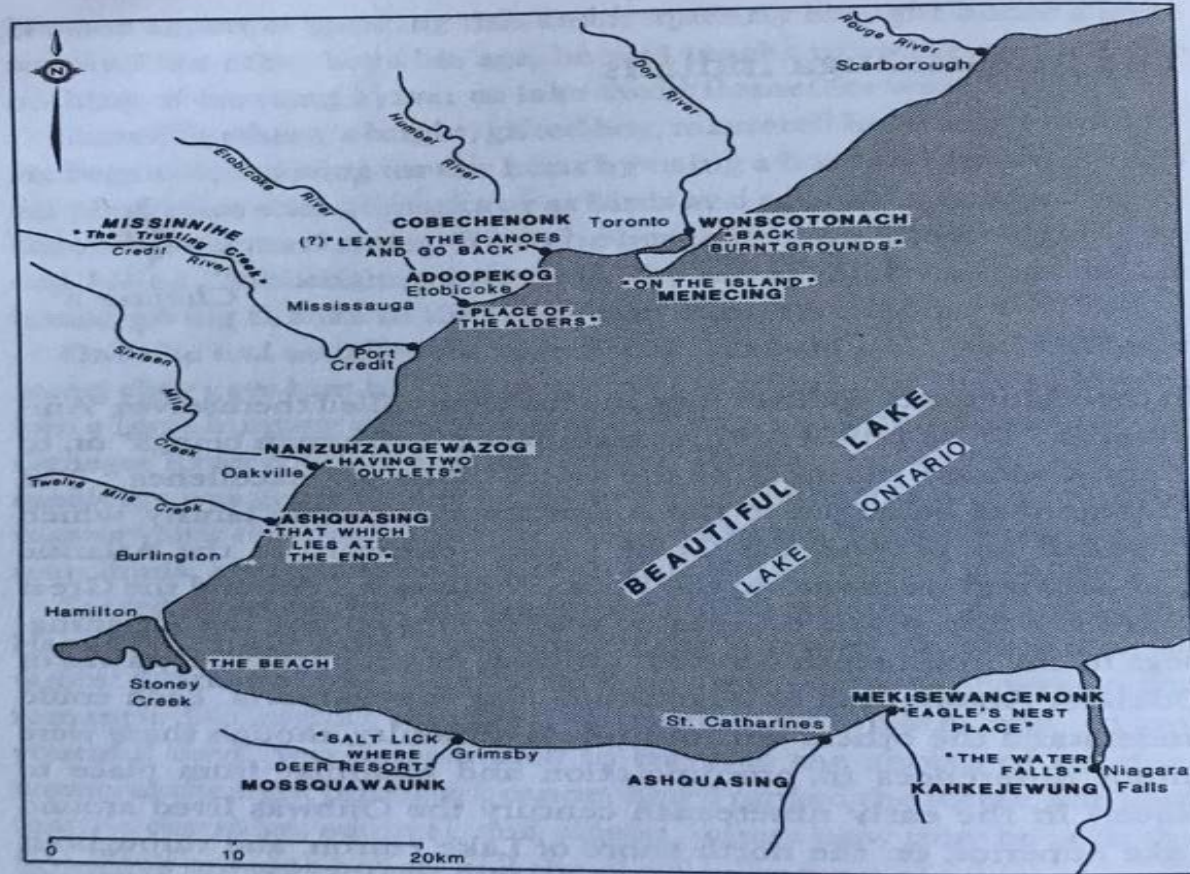 N
Rouge River
Scarborough
Don River
Humber River
Etobicoke River
COBECHENONK
(?) "LEAVE THE CANOES
AND GO BACK"
Toronto
WONSCOTONACH
"BACK
BURNT GROUNDS"
MISSINNIHE
"The Trusting Creek"
Credit River
ADOOPEKOG
Etobicoke
"ON THE ISLAND"
MENECING
Mississauga
"PLACE OF
THE ALDERS"
Port
Credit
Sixteen Mile Creek
NANZUHZAUGEWAZOG
Oakville
"HAVING TWO
OUTLETS"
BEAUTIFUL LAKE
LAKE ONTARIO
Twelve Mile Creek
ASHQUASING
"THAT WHICH
LIES AT
THE END"
Burlington
Hamilton
THE BEACH
Stoney
Creek
"SALT LICK
WHERE
DEER RESORT"
MOSSQUAWAUNK
Grimsby
St. Catharines
ASHQUASING
MEKISEWANCENONK
"EAGLE'S NEST
PLACE"
"THE WATER
FALLS"
KAHKEJEWUNG
Niagara
Falls
0 10 20km